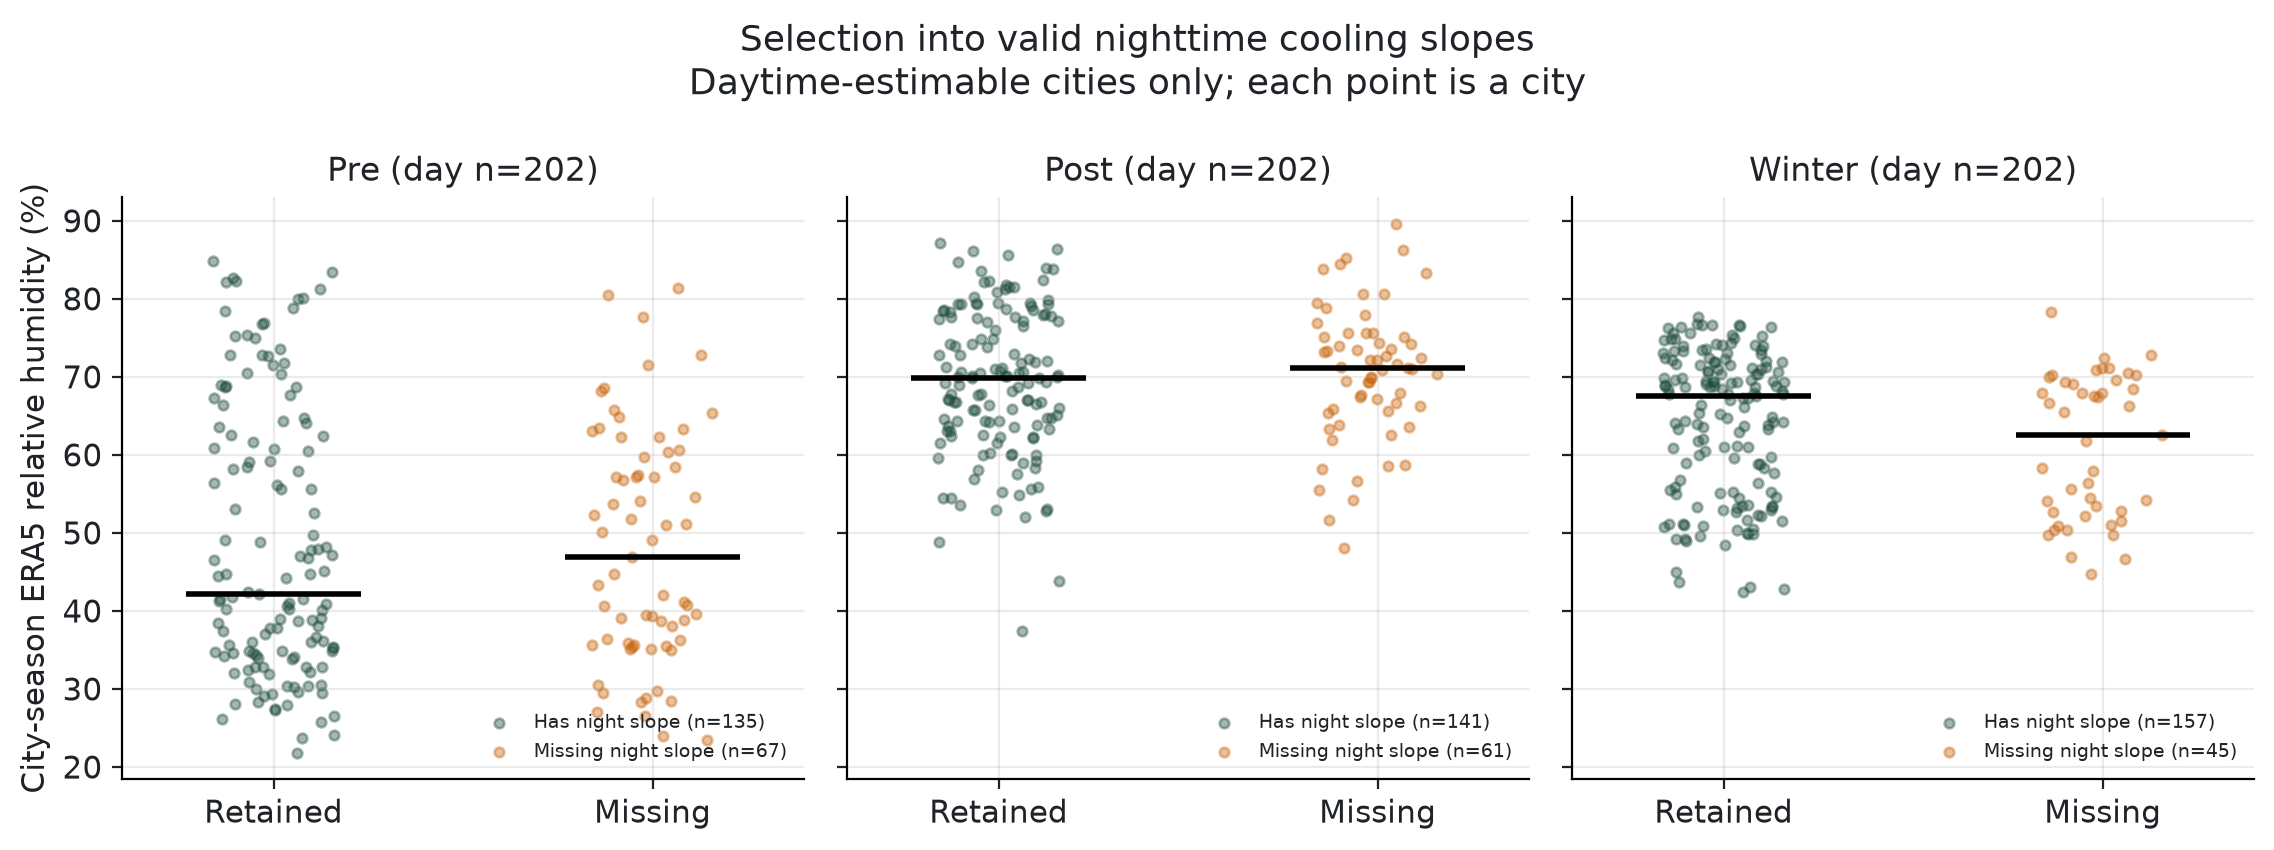 Selection into valid nighttime cooling slopes
Daytime-estimable cities only; each point is a city
Pre (day n=202)
Post (day n=202)
Winter (day n=202)
City-season ERA5 relative humidity (%)
90
80
70
60
50
40
30
20
Has night slope (n=135)
Missing night slope (n=67)
Has night slope (n=141)
Missing night slope (n=61)
Has night slope (n=157)
Missing night slope (n=45)
Retained
Missing
Retained
Missing
Retained
Missing